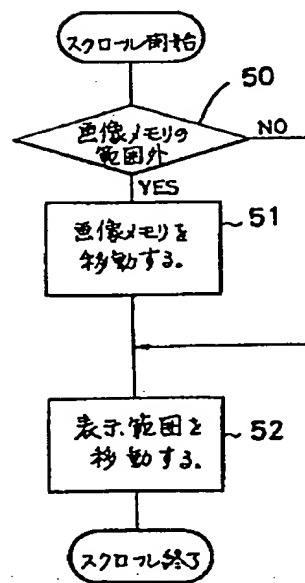 スクロール開始
50
画像メモリの
範囲外
NO
YES
51
画像メモリを
移動する。
表示範囲を
移動する。
52
スクロール終了